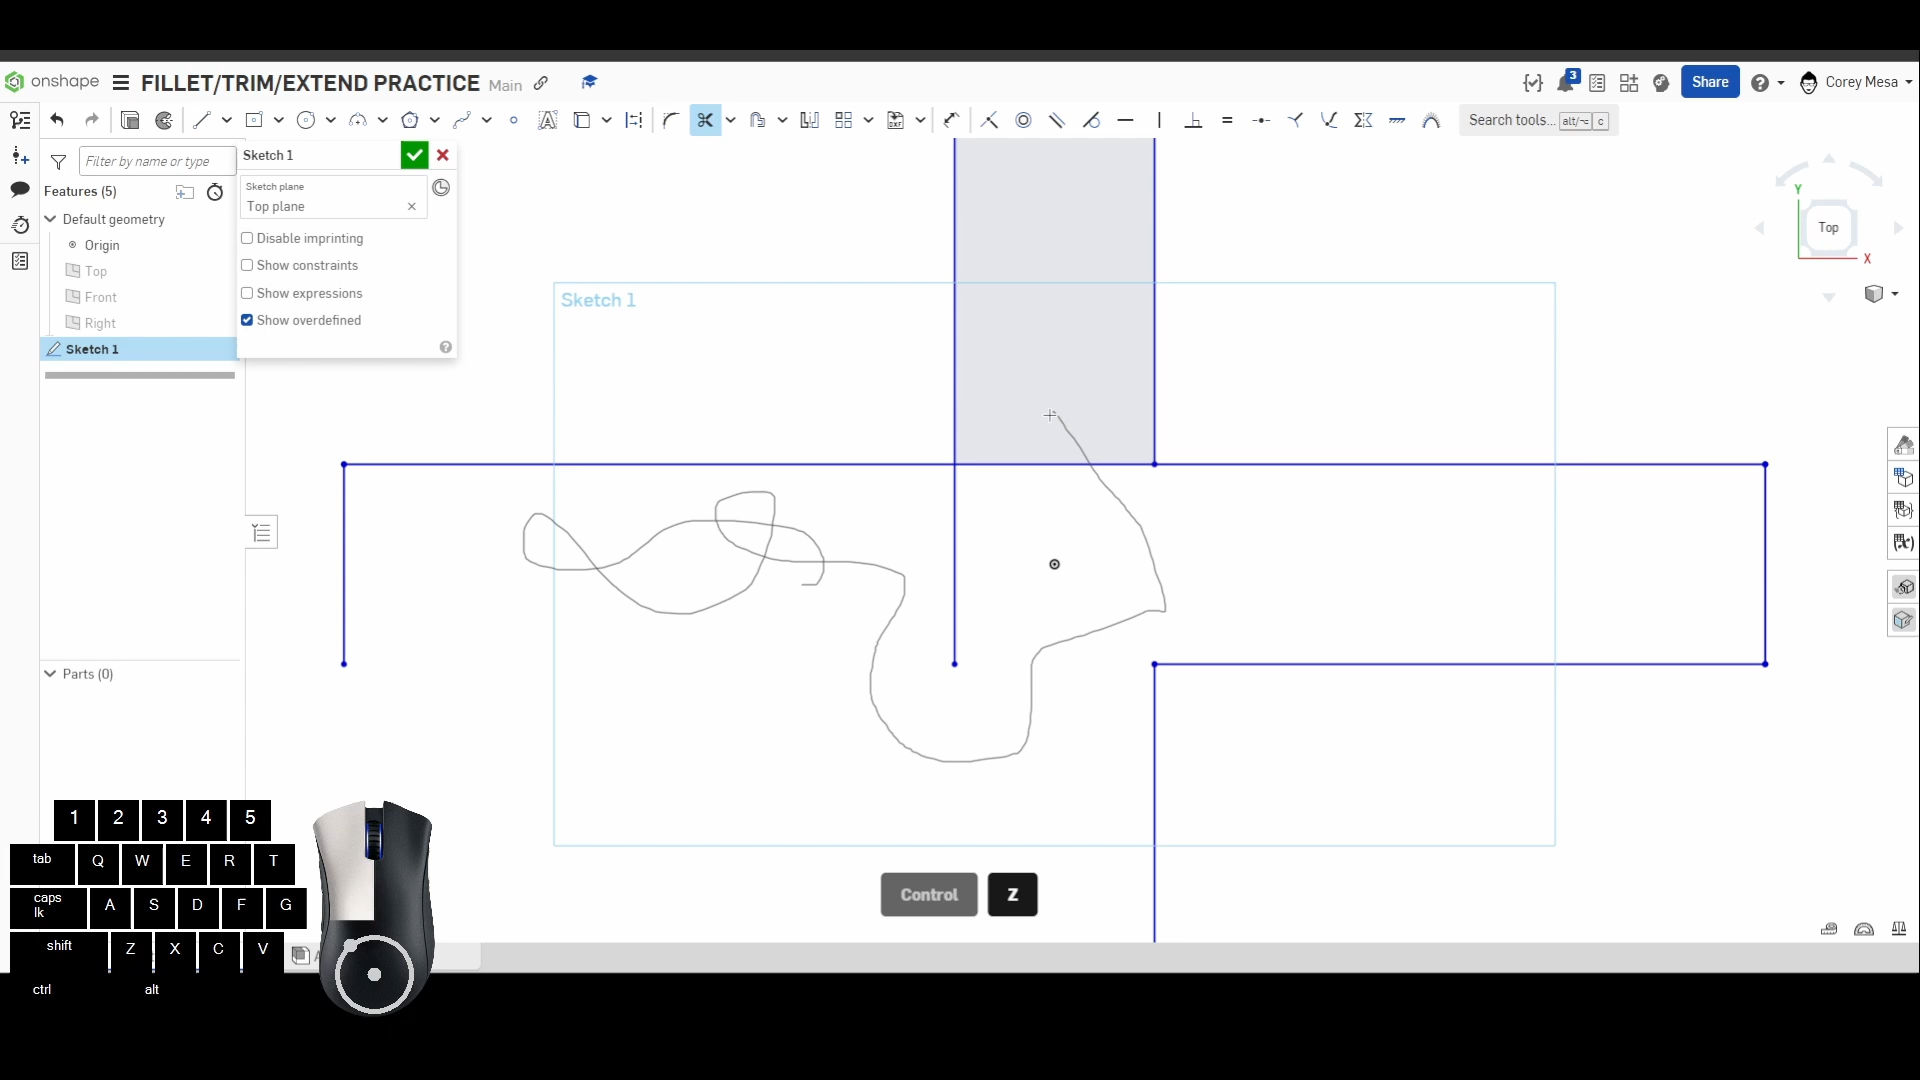 onshape FILLET/TRIM/EXTEND PRACTICE Main 3 Share Corey Mesa
Search tools... alt/⌥ c
Filter by name or type
Features (5)
Default geometry
Origin
Top
Front
Right
Sketch 1
Parts (0)
Sketch 1
Sketch plane
Top plane
Disable imprinting
Show constraints
Show expressions
Show overdefined
Sketch 1
Y
Top
X
(x)
Control Z
1 2 3 4 5
tab Q W E R T
caps lk A S D F G
shift Z X C V
ctrl alt